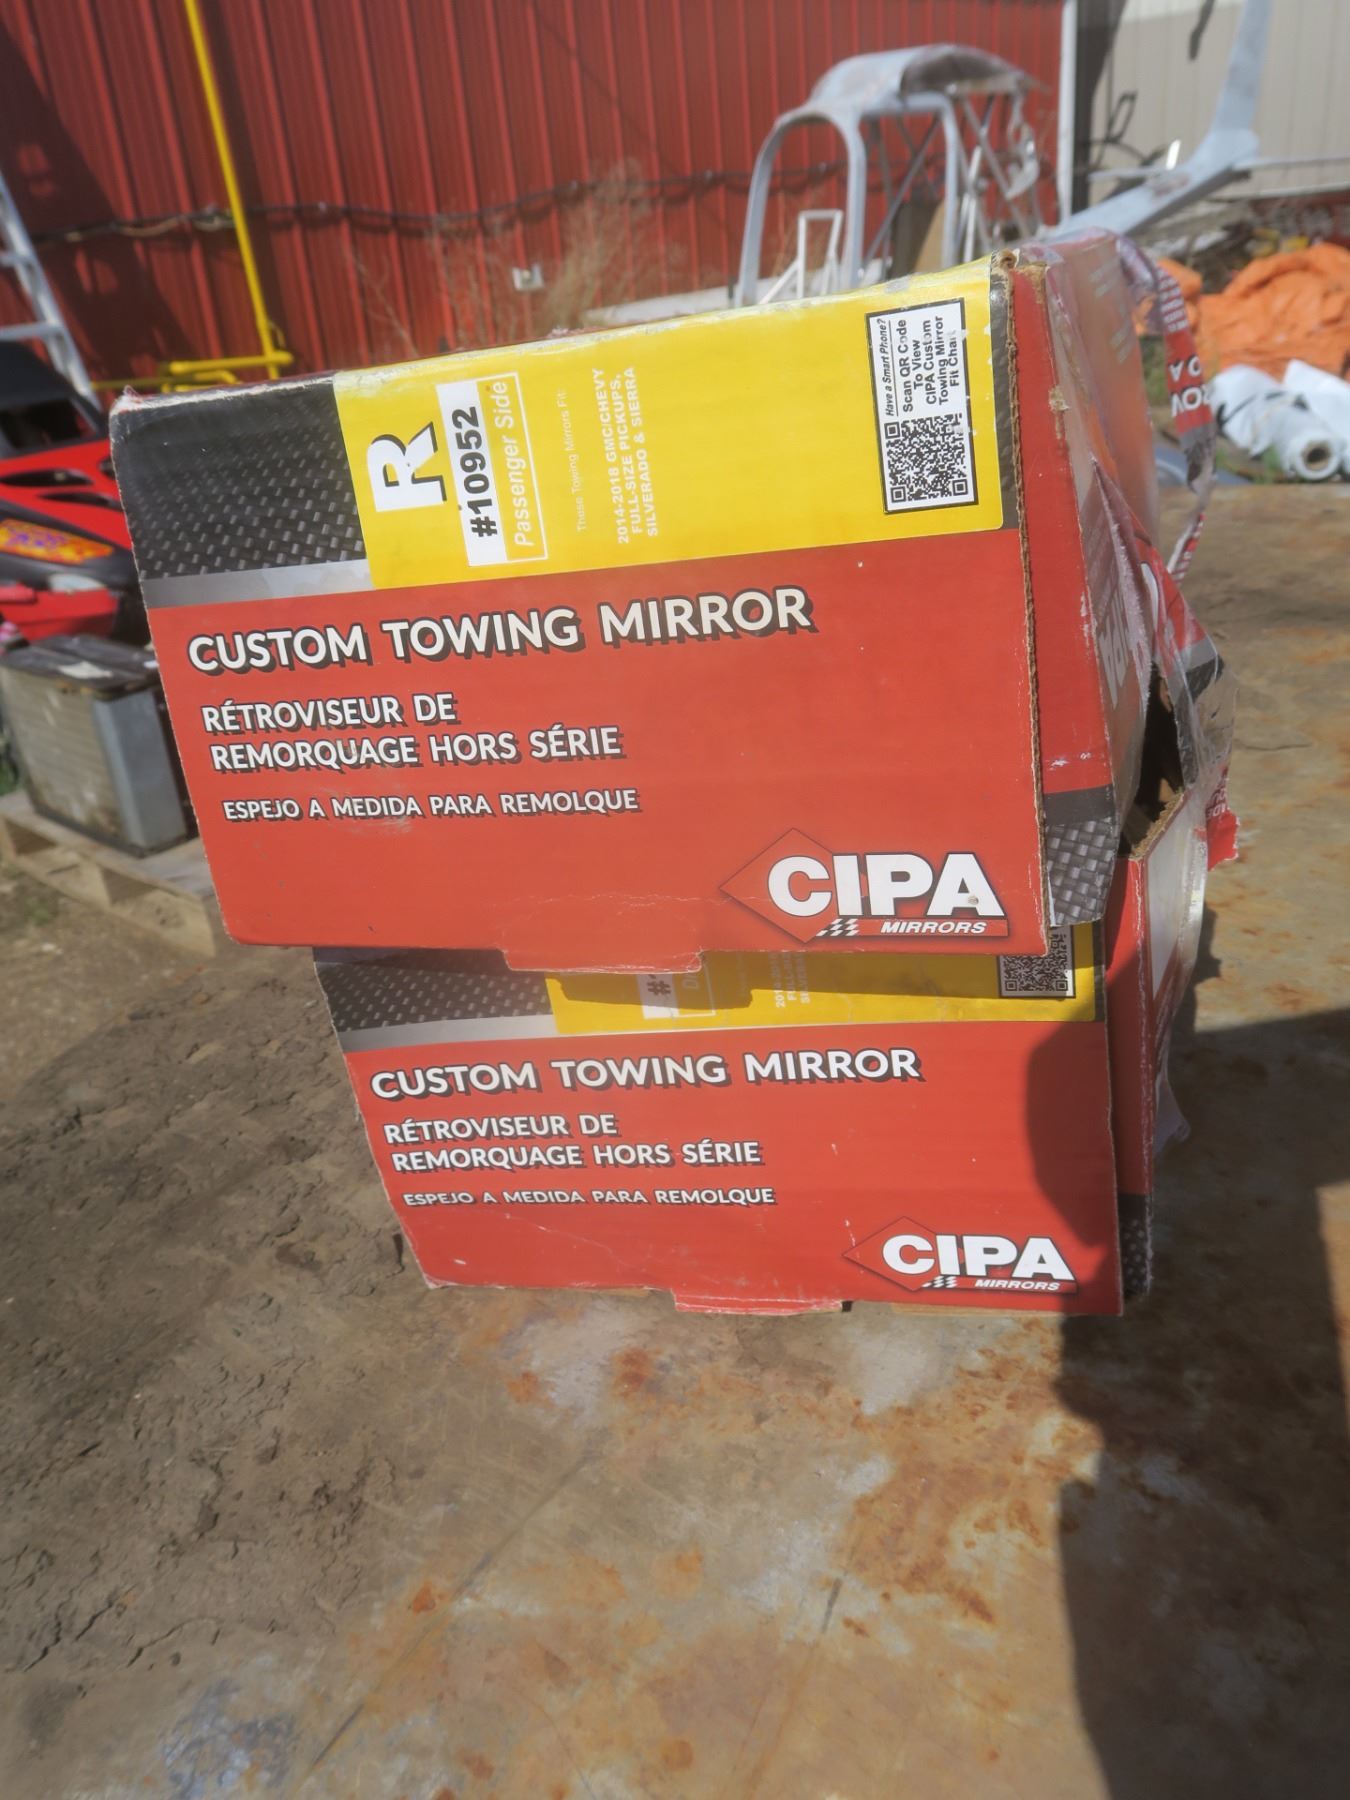 R
#10952
Passenger Side
These Towing Mirrors Fit:
2014-2018 GMC/CHEVY
FULL-SIZE PICKUPS,
SILVERADO & SIERRA
Have a Smart Phone?
Scan QR Code
To View
CIPA Custom
Towing Mirror
Fit Chart
CUSTOM TOWING MIRROR
RÉTROVISEUR DE
REMORQUAGE HORS SÉRIE
ESPEJO A MEDIDA PARA REMOLQUE
CIPA
MIRRORS
CUSTOM TOWING MIRROR
RÉTROVISEUR DE
REMORQUAGE HORS SÉRIE
ESPEJO A MEDIDA PARA REMOLQUE
CIPA
MIRRORS